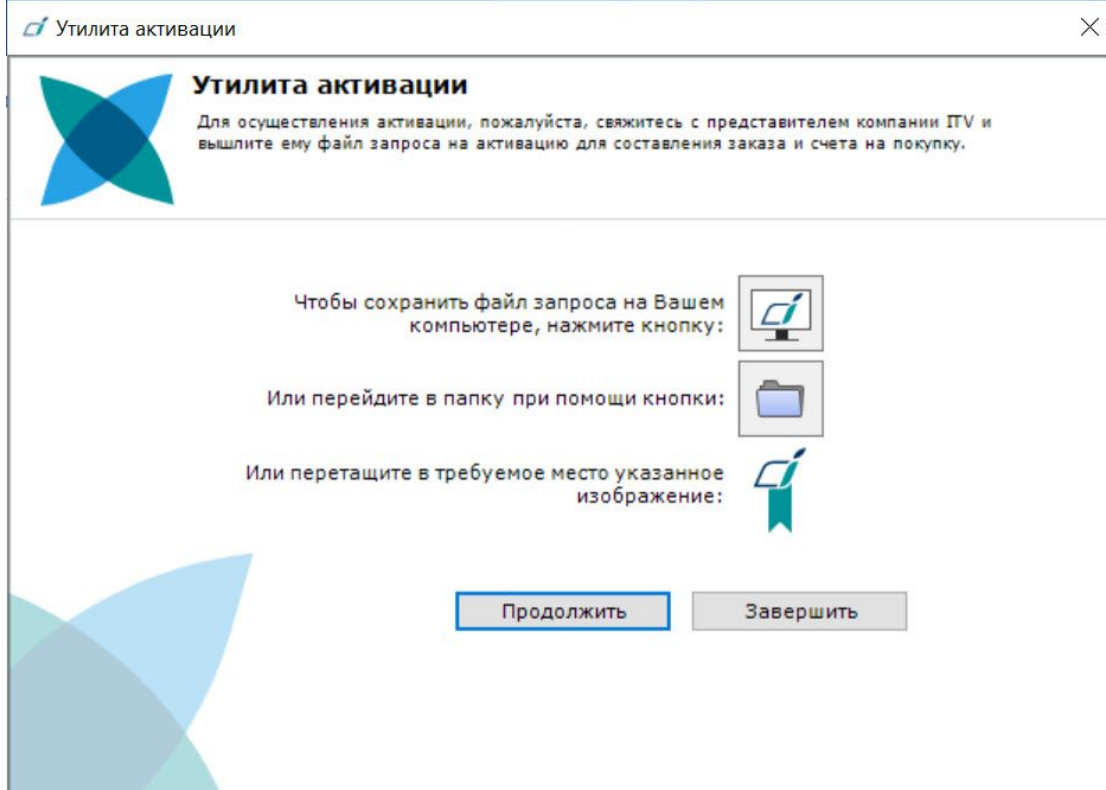 Утилита активации
Утилита активации
Для осуществления активации, пожалуйста, свяжитесь с представителем компании ITV и
вышлите ему файл запроса на активацию для составления заказа и счета на покупку.
Чтобы сохранить файл запроса на Вашем
компьютере, нажмите кнопку:
Или перейдите в папку при помощи кнопки:
Или перетащите в требуемое место указанное
изображение:
Продолжить
Завершить